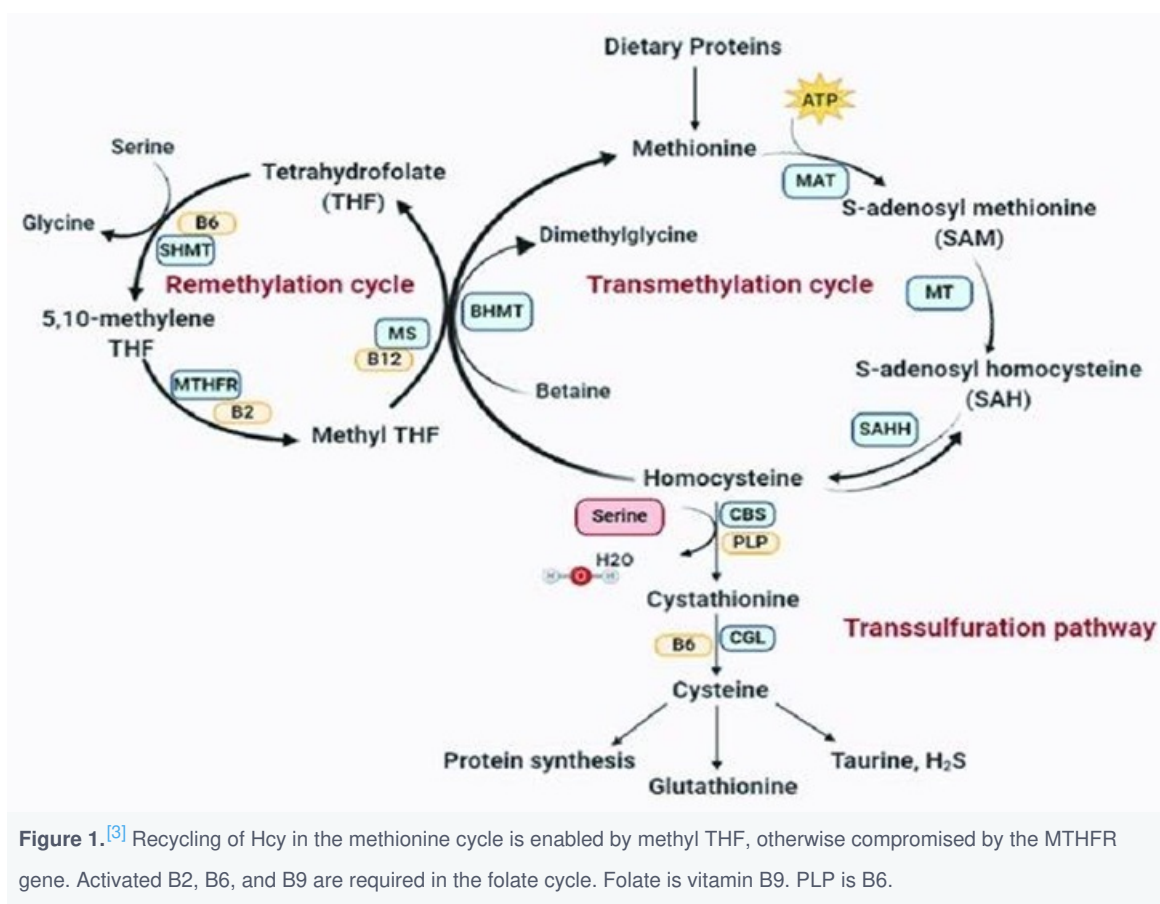 Dietary Proteins
ATP
Methionine
MAT
S-adenosyl methionine
(SAM)
Serine
Tetrahydrofolate
(THF)
Glycine
B6
SHMT
Remethylation cycle
5,10-methylene
THF
MTHFR
B2
Methyl THF
MS
B12
BHMT
Dimethylglycine
Betaine
Transmethylation cycle
MT
S-adenosyl homocysteine
(SAH)
SAHH
Homocysteine
Serine
CBS
PLP
H2O
H O H
Cystathionine
B6
CGL
Transsulfuration pathway
Cysteine
Protein synthesis
Glutathionine
Taurine, H₂S
Figure 1.[3] Recycling of Hcy in the methionine cycle is enabled by methyl THF, otherwise compromised by the MTHFR
gene. Activated B2, B6, and B9 are required in the folate cycle. Folate is vitamin B9. PLP is B6.